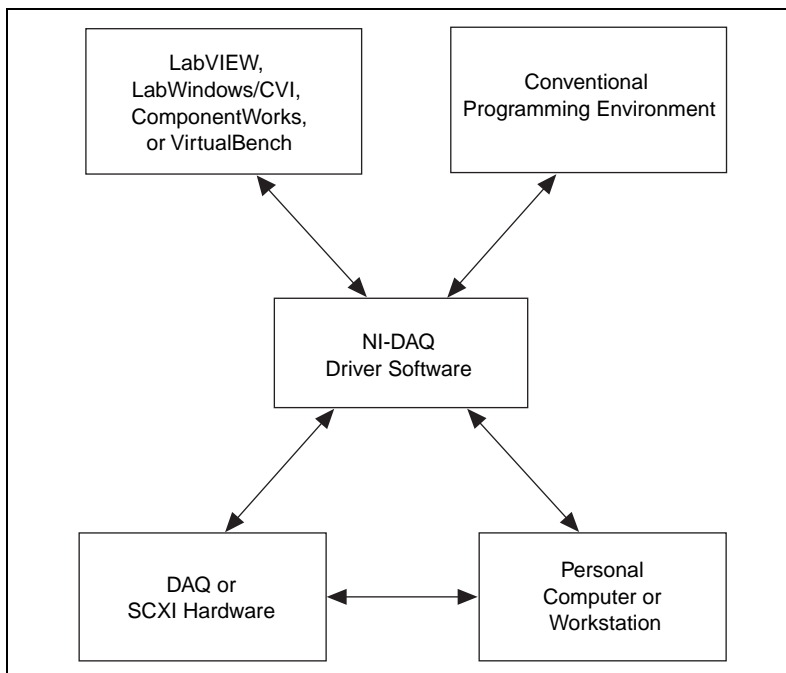 LabVIEW,
LabWindows/CVI,
ComponentWorks,
or VirtualBench
Conventional
Programming Environment
NI-DAQ
Driver Software
DAQ or
SCXI Hardware
Personal
Computer or
Workstation